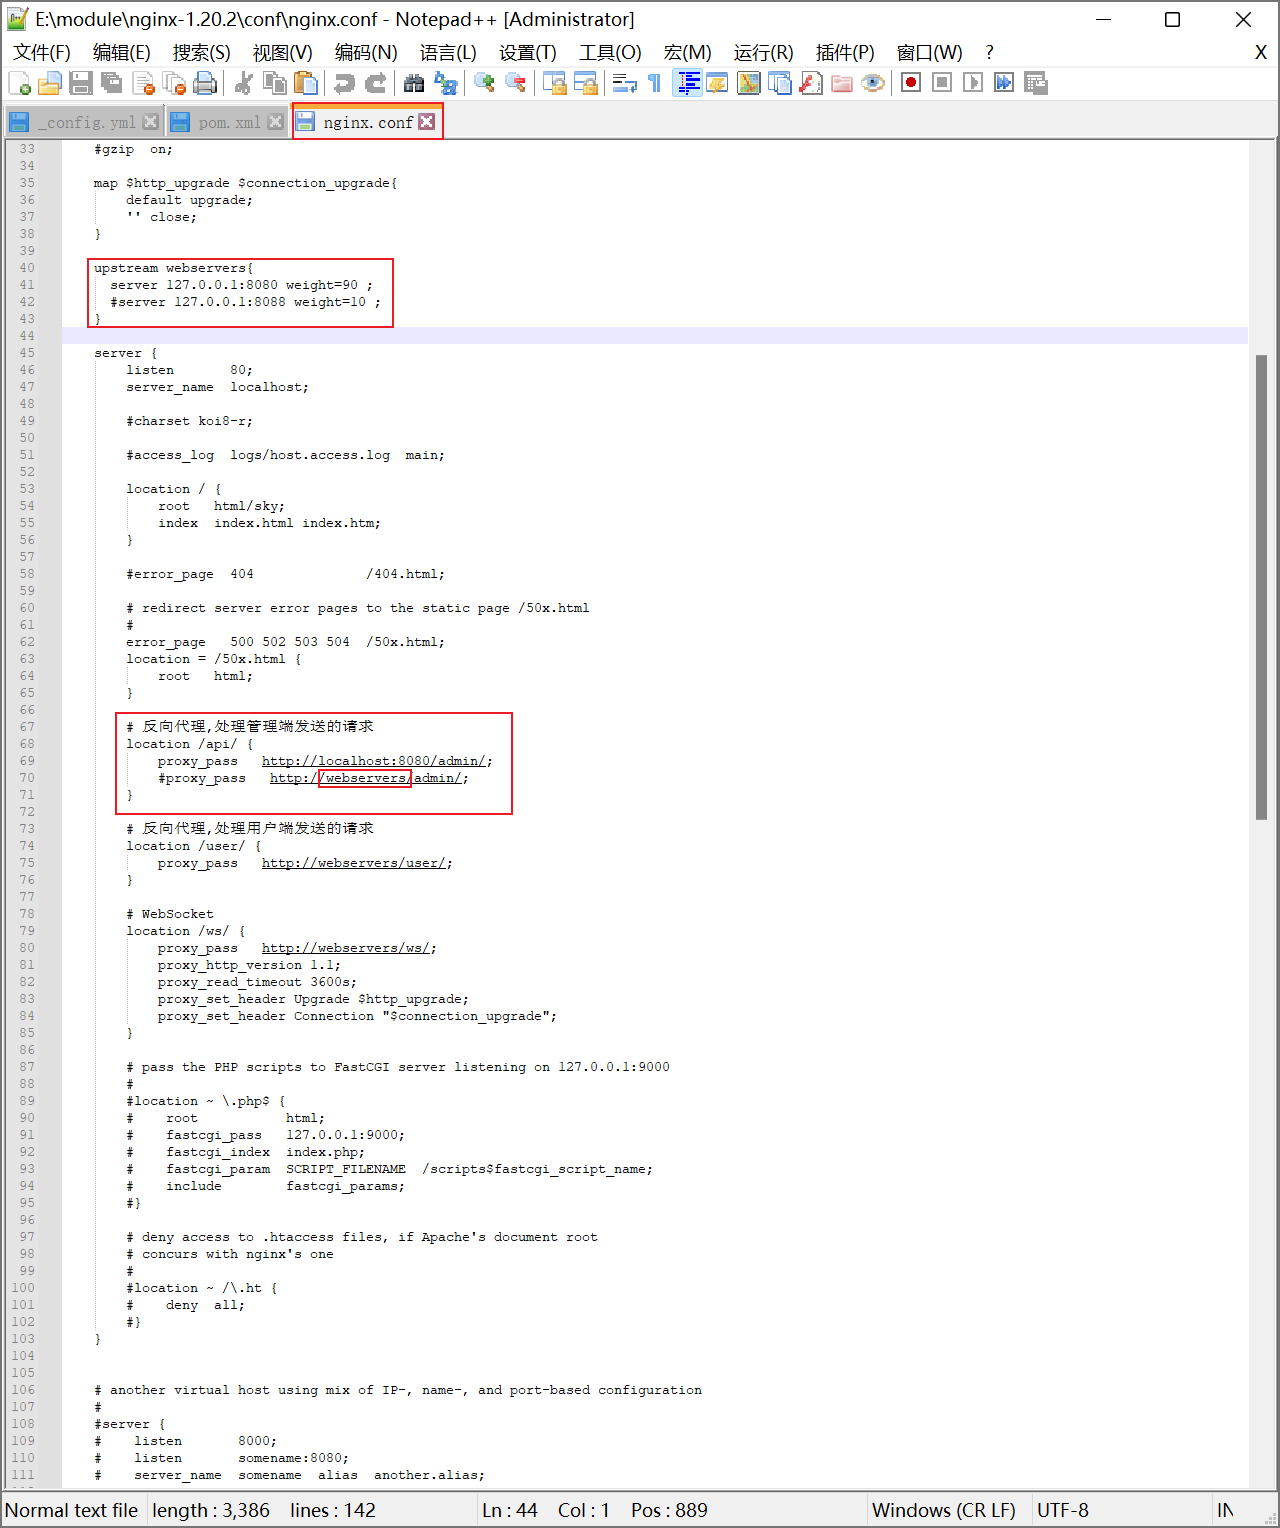 E:\module\nginx-1.20.2\conf\nginx.conf - Notepad++ [Administrator]
文件(F) 编辑(E) 搜索(S) 视图(V) 编码(N) 语言(L) 设置(T) 工具(O) 宏(M) 运行(R) 插件(P) 窗口(W) ? X
_config.yml pom.xml nginx.conf
33 #gzip  on;
34
35 map $http_upgrade $connection_upgrade{
36 default upgrade;
37 '' close;
38 }
39
40 upstream webservers{
41 server 127.0.0.1:8080 weight=90 ;
42 #server 127.0.0.1:8088 weight=10 ;
43 }
44
45 server {
46 listen       80;
47 server_name  localhost;
48
49 #charset koi8-r;
50
51 #access_log  logs/host.access.log  main;
52
53 location / {
54 root   html/sky;
55 index  index.html index.htm;
56 }
57
58 #error_page  404              /404.html;
59
60 # redirect server error pages to the static page /50x.html
61 #
62 error_page   500 502 503 504  /50x.html;
63 location = /50x.html {
64 root   html;
65 }
66
67 # 反向代理,处理管理端发送的请求
68 location /api/ {
69 proxy_pass   http://localhost:8080/admin/;
70 #proxy_pass   http://webservers/admin/;
71 }
72
73 # 反向代理,处理用户端发送的请求
74 location /user/ {
75 proxy_pass   http://webservers/user/;
76 }
77
78 # WebSocket
79 location /ws/ {
80 proxy_pass   http://webservers/ws/;
81 proxy_http_version 1.1;
82 proxy_read_timeout 3600s;
83 proxy_set_header Upgrade $http_upgrade;
84 proxy_set_header Connection "$connection_upgrade";
85 }
86
87 # pass the PHP scripts to FastCGI server listening on 127.0.0.1:9000
88 #
89 #location ~ \.php$ {
90 #    root           html;
91 #    fastcgi_pass   127.0.0.1:9000;
92 #    fastcgi_index  index.php;
93 #    fastcgi_param  SCRIPT_FILENAME  /scripts$fastcgi_script_name;
94 #    include        fastcgi_params;
95 #}
96
97 # deny access to .htaccess files, if Apache's document root
98 # concurs with nginx's one
99 #
100 #location ~ /\.ht {
101 #    deny  all;
102 #}
103 }
104
105
106 # another virtual host using mix of IP-, name-, and port-based configuration
107 #
108 #server {
109 #    listen       8000;
110 #    listen       somename:8080;
111 #    server_name  somename  alias  another.alias;
Normal text file length : 3,386 lines : 142 Ln : 44 Col : 1 Pos : 889 Windows (CR LF) UTF-8 IN